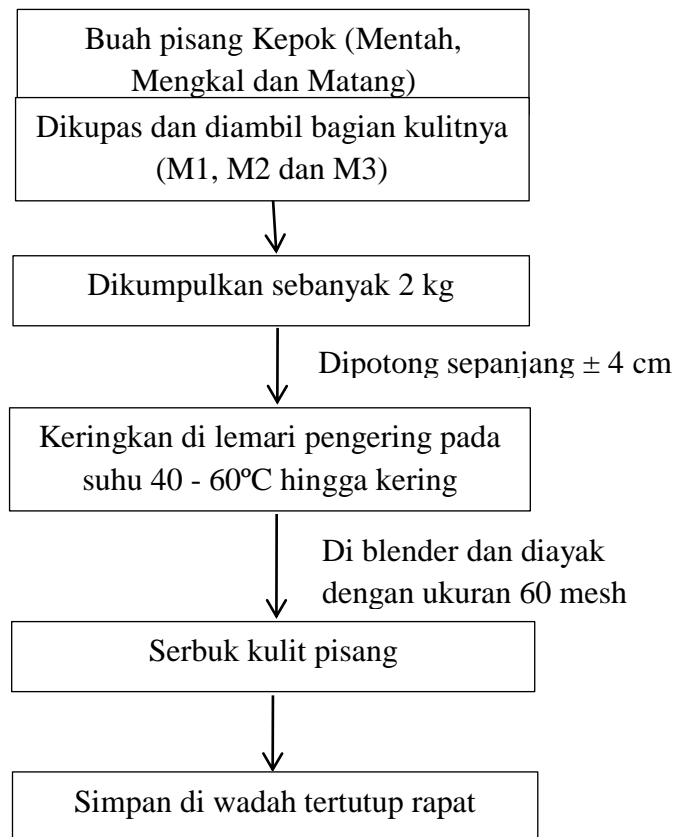 Buah pisang Kepok (Mentah,
Mengkal dan Matang)
Dikupas dan diambil bagian kulitnya
(M1, M2 dan M3)
Dikumpulkan sebanyak 2 kg
Dipotong sepanjang ± 4 cm
Keringkan di lemari pengering pada
suhu 40 - 60ºC hingga kering
Di blender dan diayak
dengan ukuran 60 mesh
Serbuk kulit pisang
Simpan di wadah tertutup rapat